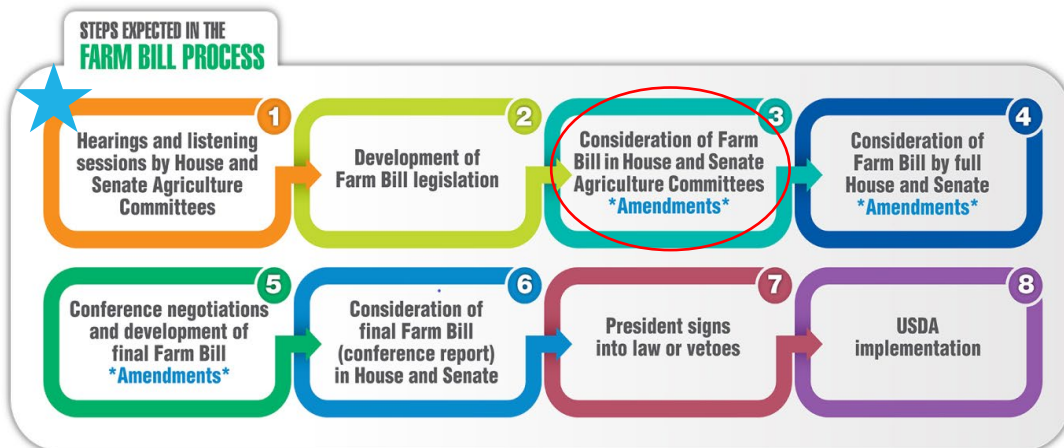 STEPS EXPECTED IN THE
FARM BILL PROCESS
1
Hearings and listening
sessions by House and
Senate Agriculture
Committees
2
Development of
Farm Bill legislation
3
Consideration of Farm
Bill in House and Senate
Agriculture Committees
*Amendments*
4
Consideration of
Farm Bill by full
House and Senate
*Amendments*
5
Conference negotiations
and development of
final Farm Bill
*Amendments*
6
Consideration of
final Farm Bill
(conference report)
in House and Senate
7
President signs
into law or vetoes
8
USDA
implementation